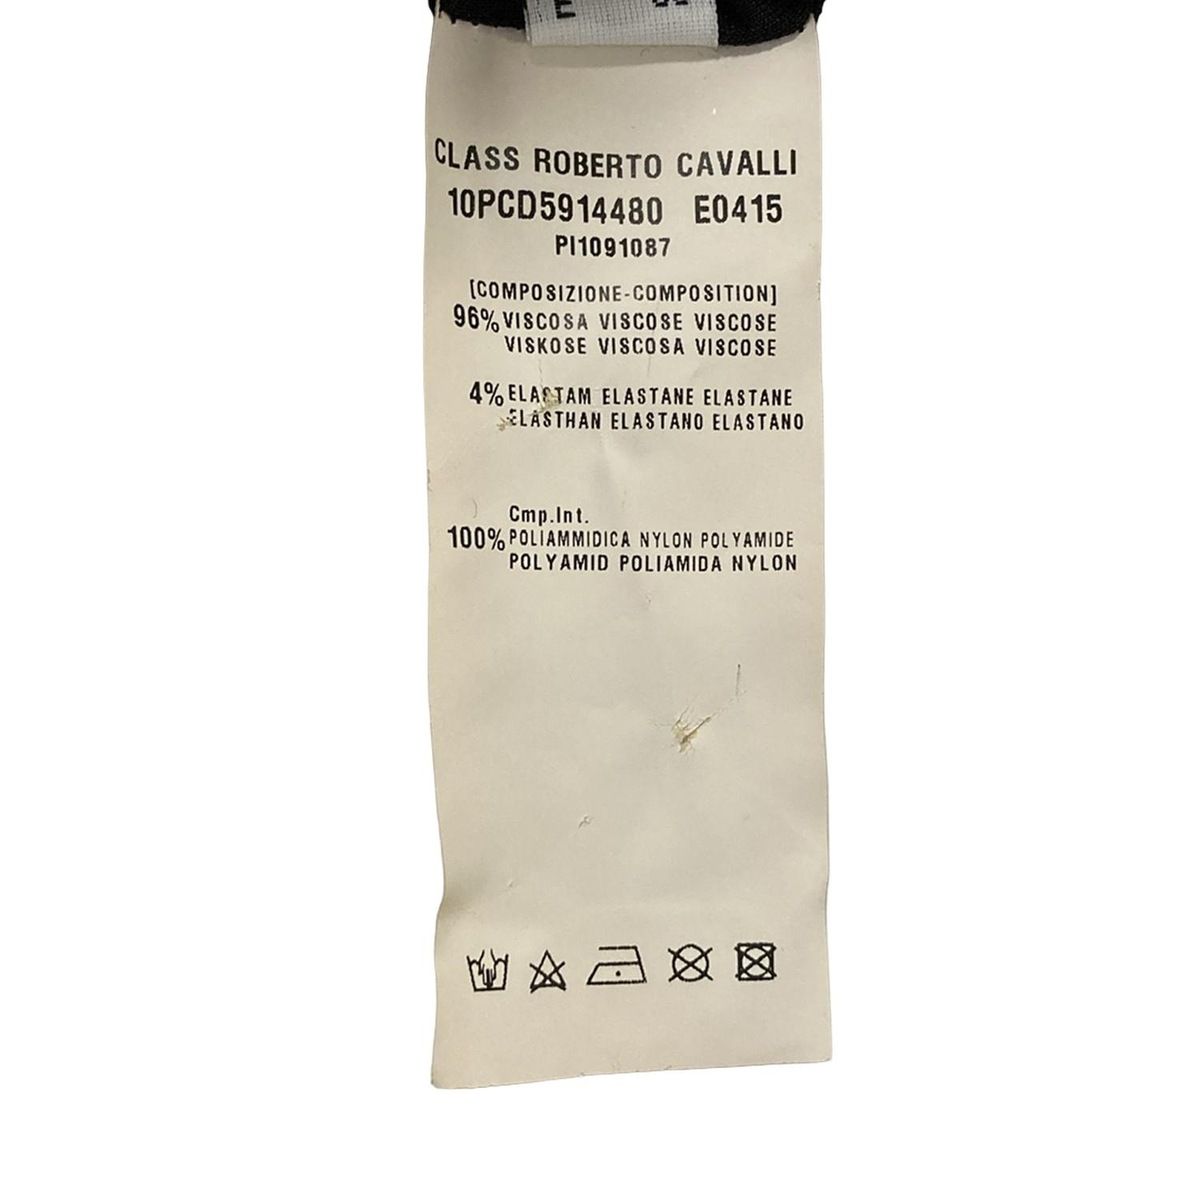 CLASS ROBERTO CAVALLI
10PCD5914480 E0415
PI1091087
[COMPOSIZIONE-COMPOSITION]
96% VISCOSA VISCOSE VISCOSE
VISKOSE VISCOSA VISCOSE
4% ELASTAM ELASTANE ELASTANE
ELASTHAN ELASTANO ELASTANO
Cmp.Int.
100% POLIAMMIDICA NYLON POLYAMIDE
POLYAMID POLIAMIDA NYLON